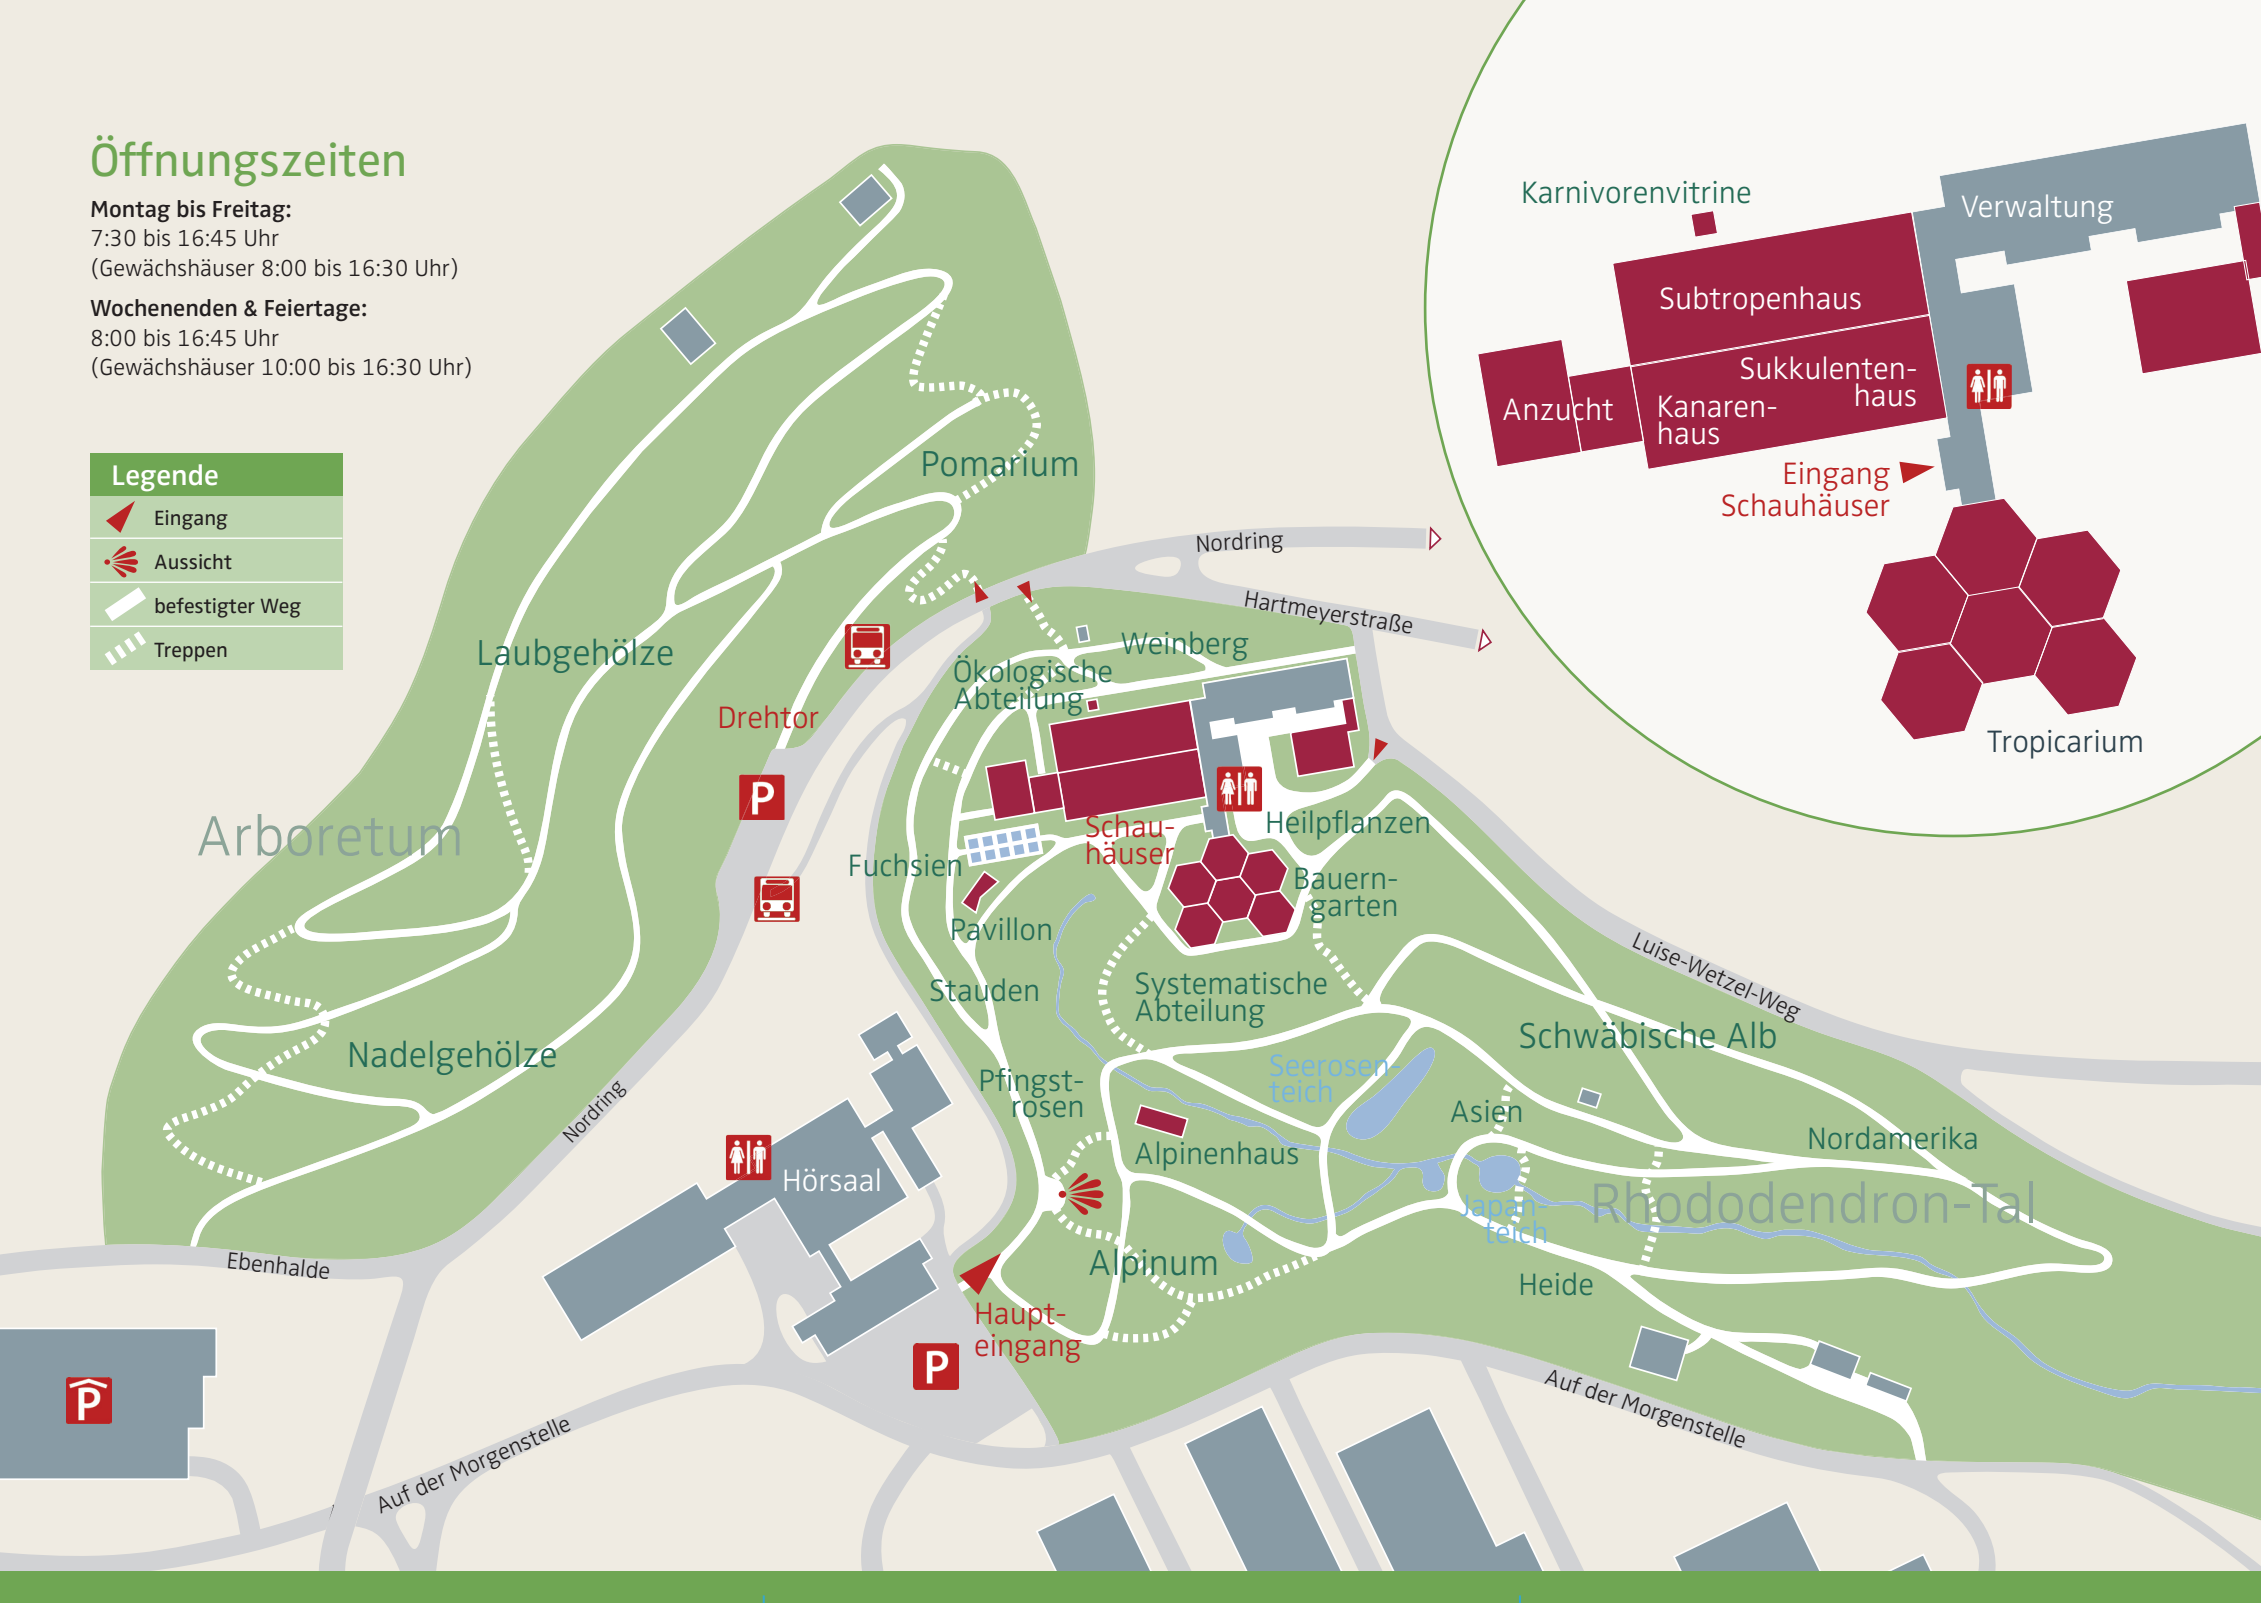 Öffnungszeiten
Montag bis Freitag:
7:30 bis 16:45 Uhr
(Gewächshäuser 8:00 bis 16:30 Uhr)
Wochenenden & Feiertage:
8:00 bis 16:45 Uhr
(Gewächshäuser 10:00 bis 16:30 Uhr)
Legende
Eingang
Aussicht
befestigter Weg
Treppen
Karnivorenvitrine
Verwaltung
Subtropenhaus
Sukkulenten-
haus
Anzucht
Kanaren-
haus
Eingang
Schauhäuser
Tropicarium
Pomarium
Nordring
Hartmeyerstraße
Laubgehölze
Weinberg
Ökologische
Abteilung
Drehtor
P
Arboretum
Schau-
häuser
Heilpflanzen
Fuchsien
Bauern-
garten
Pavillon
Luise-Wetzel-Weg
Stauden
Systematische
Abteilung
Schwäbische Alb
Nadelgehölze
Seerosen-
teich
Pfingst-
rosen
Nordring
Asien
Nordamerika
Alpinenhaus
Hörsaal
Japan-
teich
Rhododendron-Tal
Ebenhalde
Alpinum
Heide
Haupt-
eingang
P
P
Auf der Morgenstelle
Auf der Morgenstelle